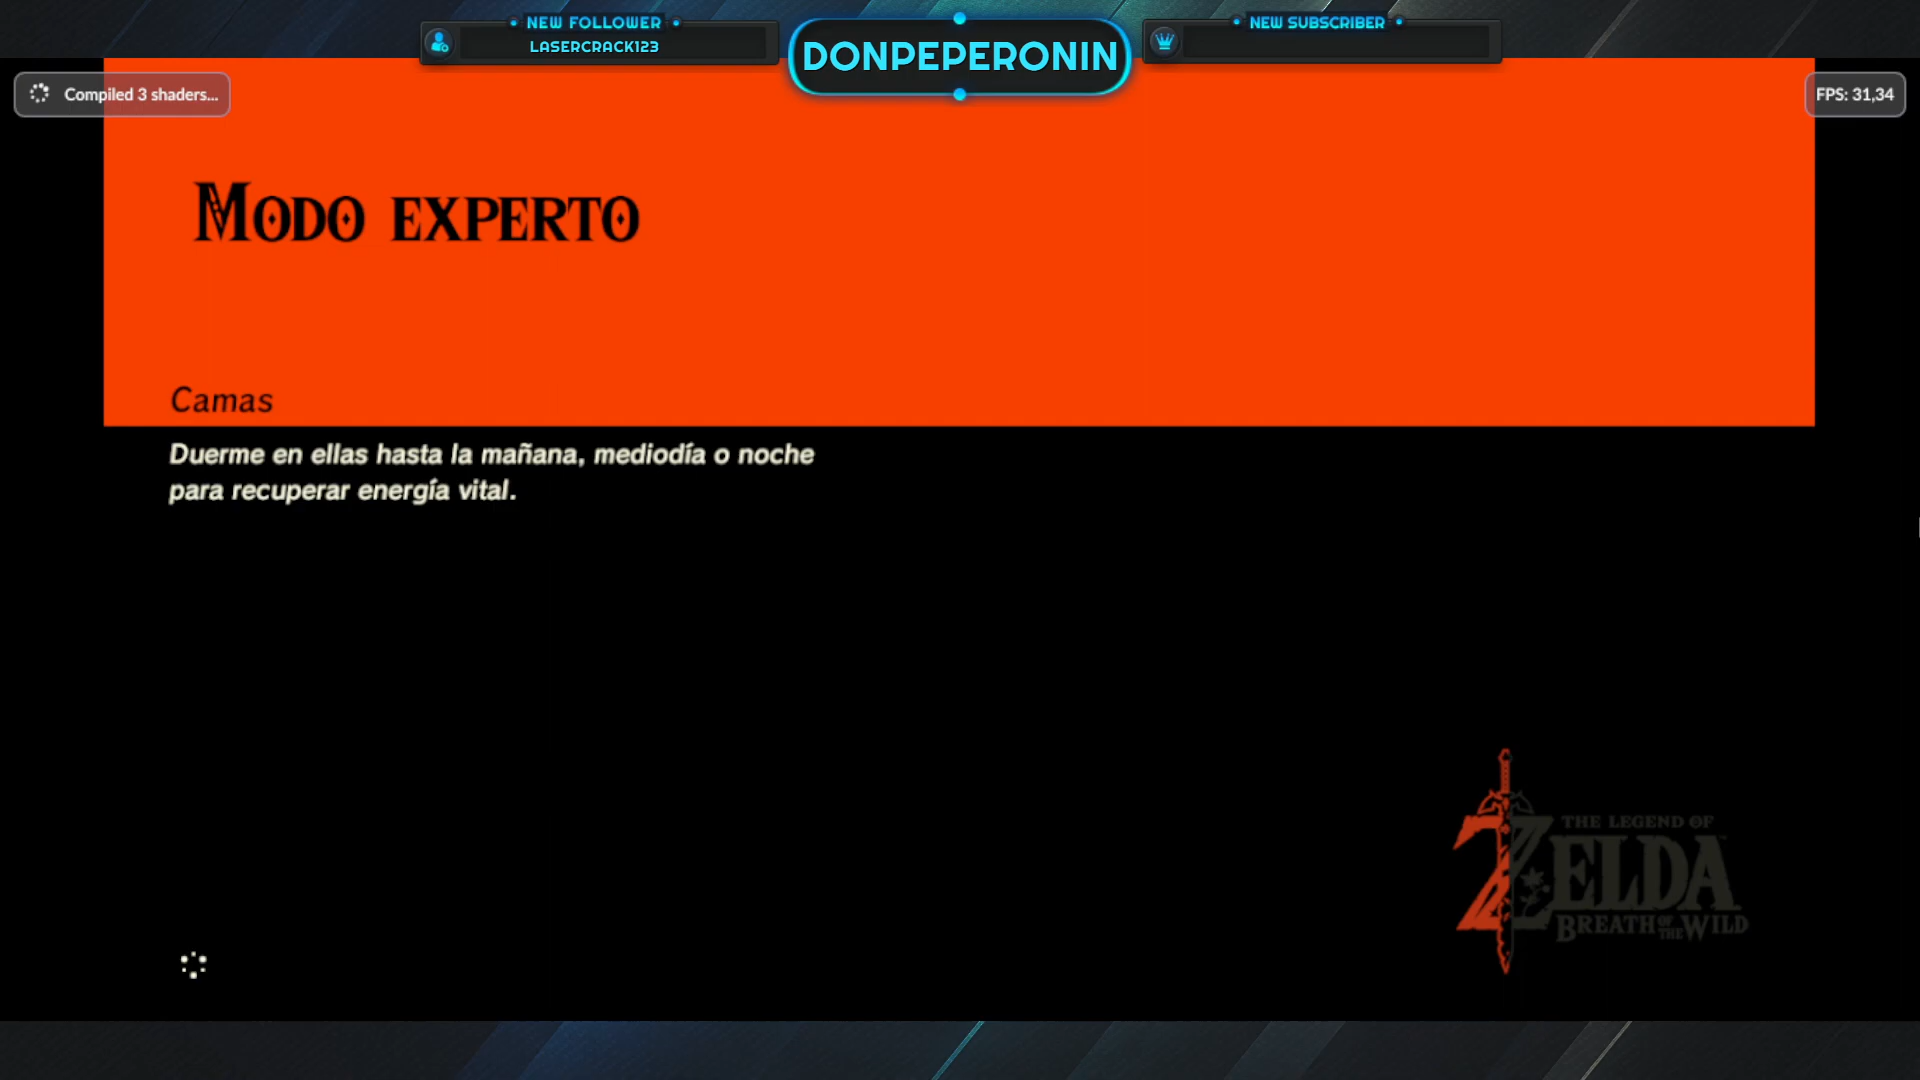 NEW FOLLOWER
LASERCRACK123
DONPEPERONIN
NEW SUBSCRIBER
Compiled 3 shaders...
FPS: 31,34
Modo experto
Camas
Duerme en ellas hasta la mañana, mediodía o noche
para recuperar energía vital.
THE LEGEND OF
ZELDA
BREATH OF THE WILD